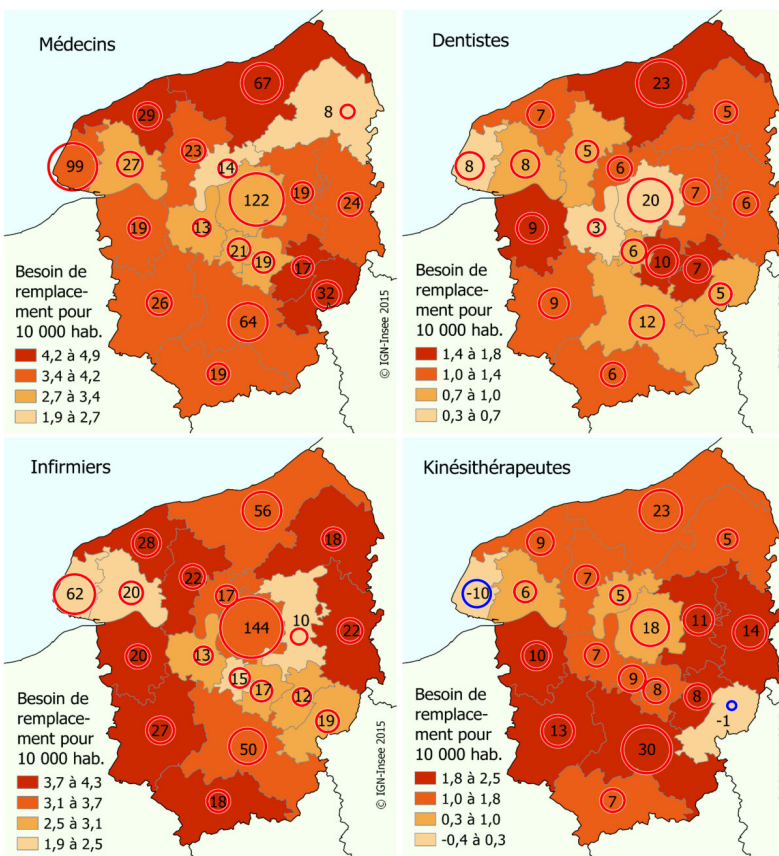 Médecins
67
29
8
23
99
27
14
122
19
24
19
13
21
19
17
32
26
64
19
Besoin de
remplace-
ment pour
10 000 hab.
4,2 à 4,9
3,4 à 4,2
2,7 à 3,4
1,9 à 2,7
© IGN-Insee 2015
Dentistes
23
7
5
5
8
8
6
20
7
6
9
3
6
10
7
5
9
12
6
Besoin de
remplacement
ment pour
10 000 hab.
1,4 à 1,8
1,0 à 1,4
0,7 à 1,0
0,3 à 0,7
Infirmiers
56
28
18
22
62
20
17
144
10
22
20
13
15
17
12
19
27
50
18
Besoin de
remplace-
ment pour
10 000 hab.
3,7 à 4,3
3,1 à 3,7
2,5 à 3,1
1,9 à 2,5
© IGN-Insee 2015
Kinésithérapeutes
23
9
5
7
-10
6
5
18
11
14
10
7
9
8
8
-1
13
30
7
Besoin de
remplace-
ment pour
10 000 hab.
1,8 à 2,5
1,0 à 1,8
0,3 à 1,0
-0,4 à 0,3